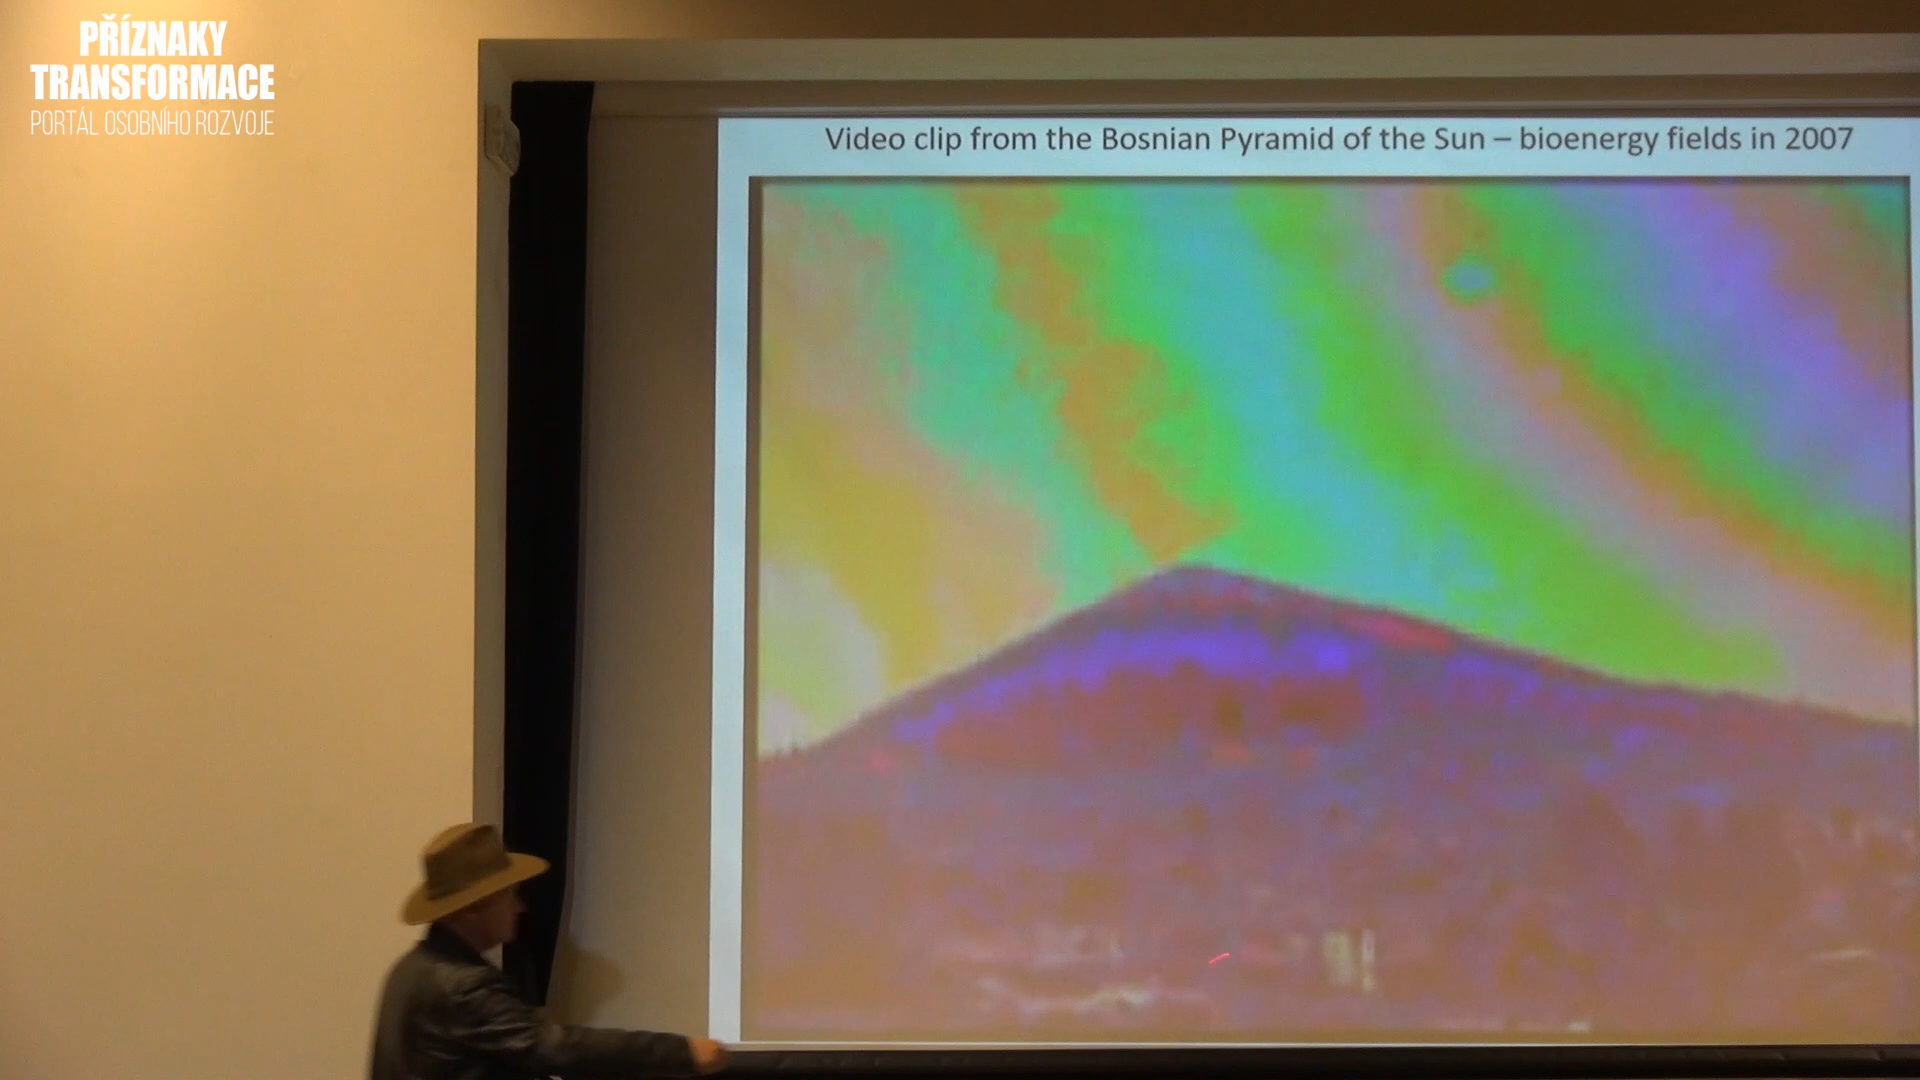 PŘÍZNAKY
TRANSFORMACE
PORTÁL OSOBNÍHO ROZVOJE
Video clip from the Bosnian Pyramid of the Sun – bioenergy fields in 2007